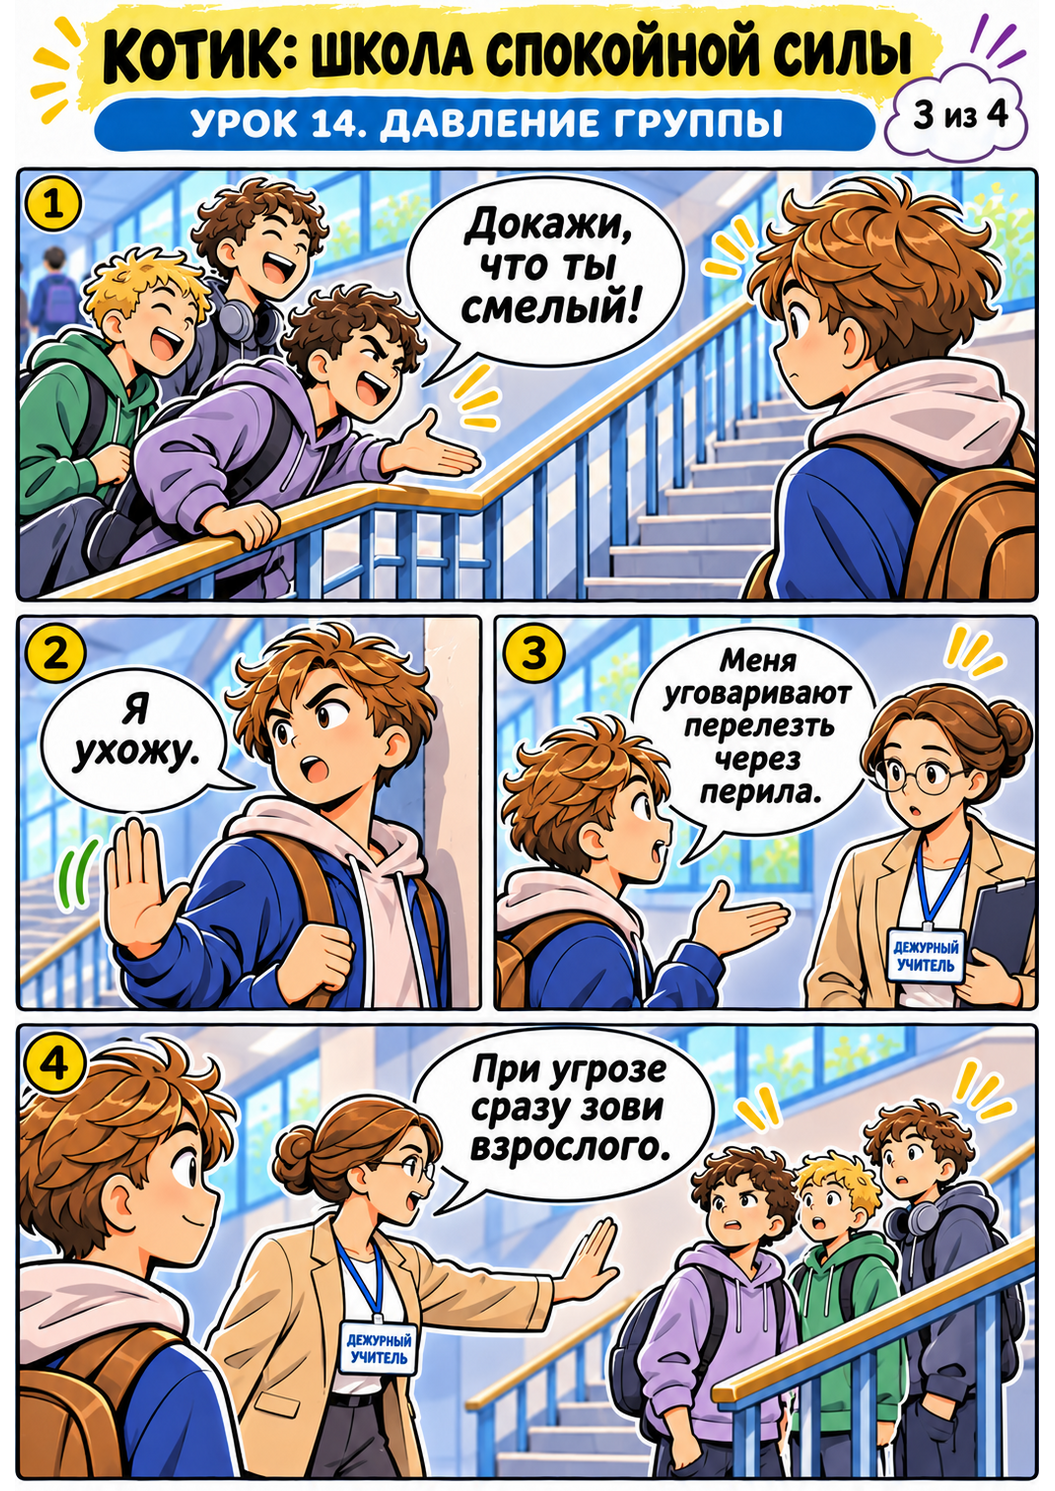 КОТИК: ШКОЛА СПОКОЙНОЙ СИЛЫ
УРОК 14. ДАВЛЕНИЕ ГРУППЫ
3 из 4
1
Докажи,
что ты
смелый!
2
Я
ухожу.
3
Меня
уговаривают
перелезть
через
перила.
ДЕЖУРНЫЙ
УЧИТЕЛЬ
4
При угрозе
сразу зови
взрослого.
ДЕЖУРНЫЙ
УЧИТЕЛЬ